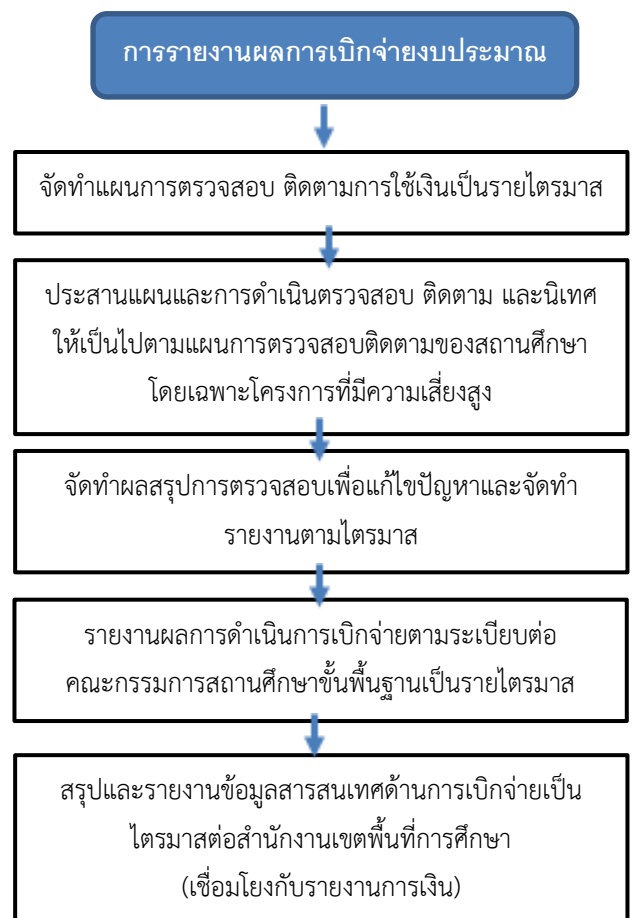 การรายงานผลการเบิกจ่ายงบประมาณ
จัดทำแผนการตรวจสอบ ติดตามการใช้เงินเป็นรายไตรมาส
ประสานแผนและการดำเนินตรวจสอบ ติดตาม และนิเทศ
ให้เป็นไปตามแผนการตรวจสอบติดตามของสถานศึกษา
โดยเฉพาะโครงการที่มีความเสี่ยงสูง
จัดทำผลสรุปการตรวจสอบเพื่อแก้ไขปัญหาและจัดทำ
รายงานตามไตรมาส
รายงานผลการดำเนินการเบิกจ่ายตามระเบียบต่อ
คณะกรรมการสถานศึกษาขั้นพื้นฐานเป็นรายไตรมาส
สรุปและรายงานข้อมูลสารสนเทศด้านการเบิกจ่ายเป็น
ไตรมาสต่อสำนักงานเขตพื้นที่การศึกษา
(เชื่อมโยงกับรายงานการเงิน)